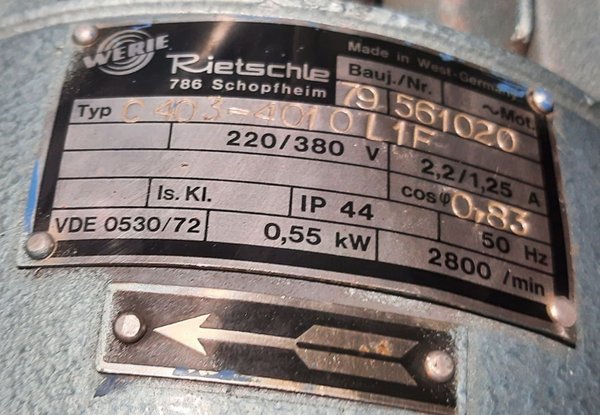 WERIE
Rietschle
786 Schopfheim
Made in West-Germany
Bauj./Nr. ~Mot.
79 561020
Typ C 403-4010 L1F
220/380 V 2,2/1,25 A
Is. Kl. IP 44 cosφ 0,83
VDE 0530/72 0,55 kW 50 Hz
2800 /min